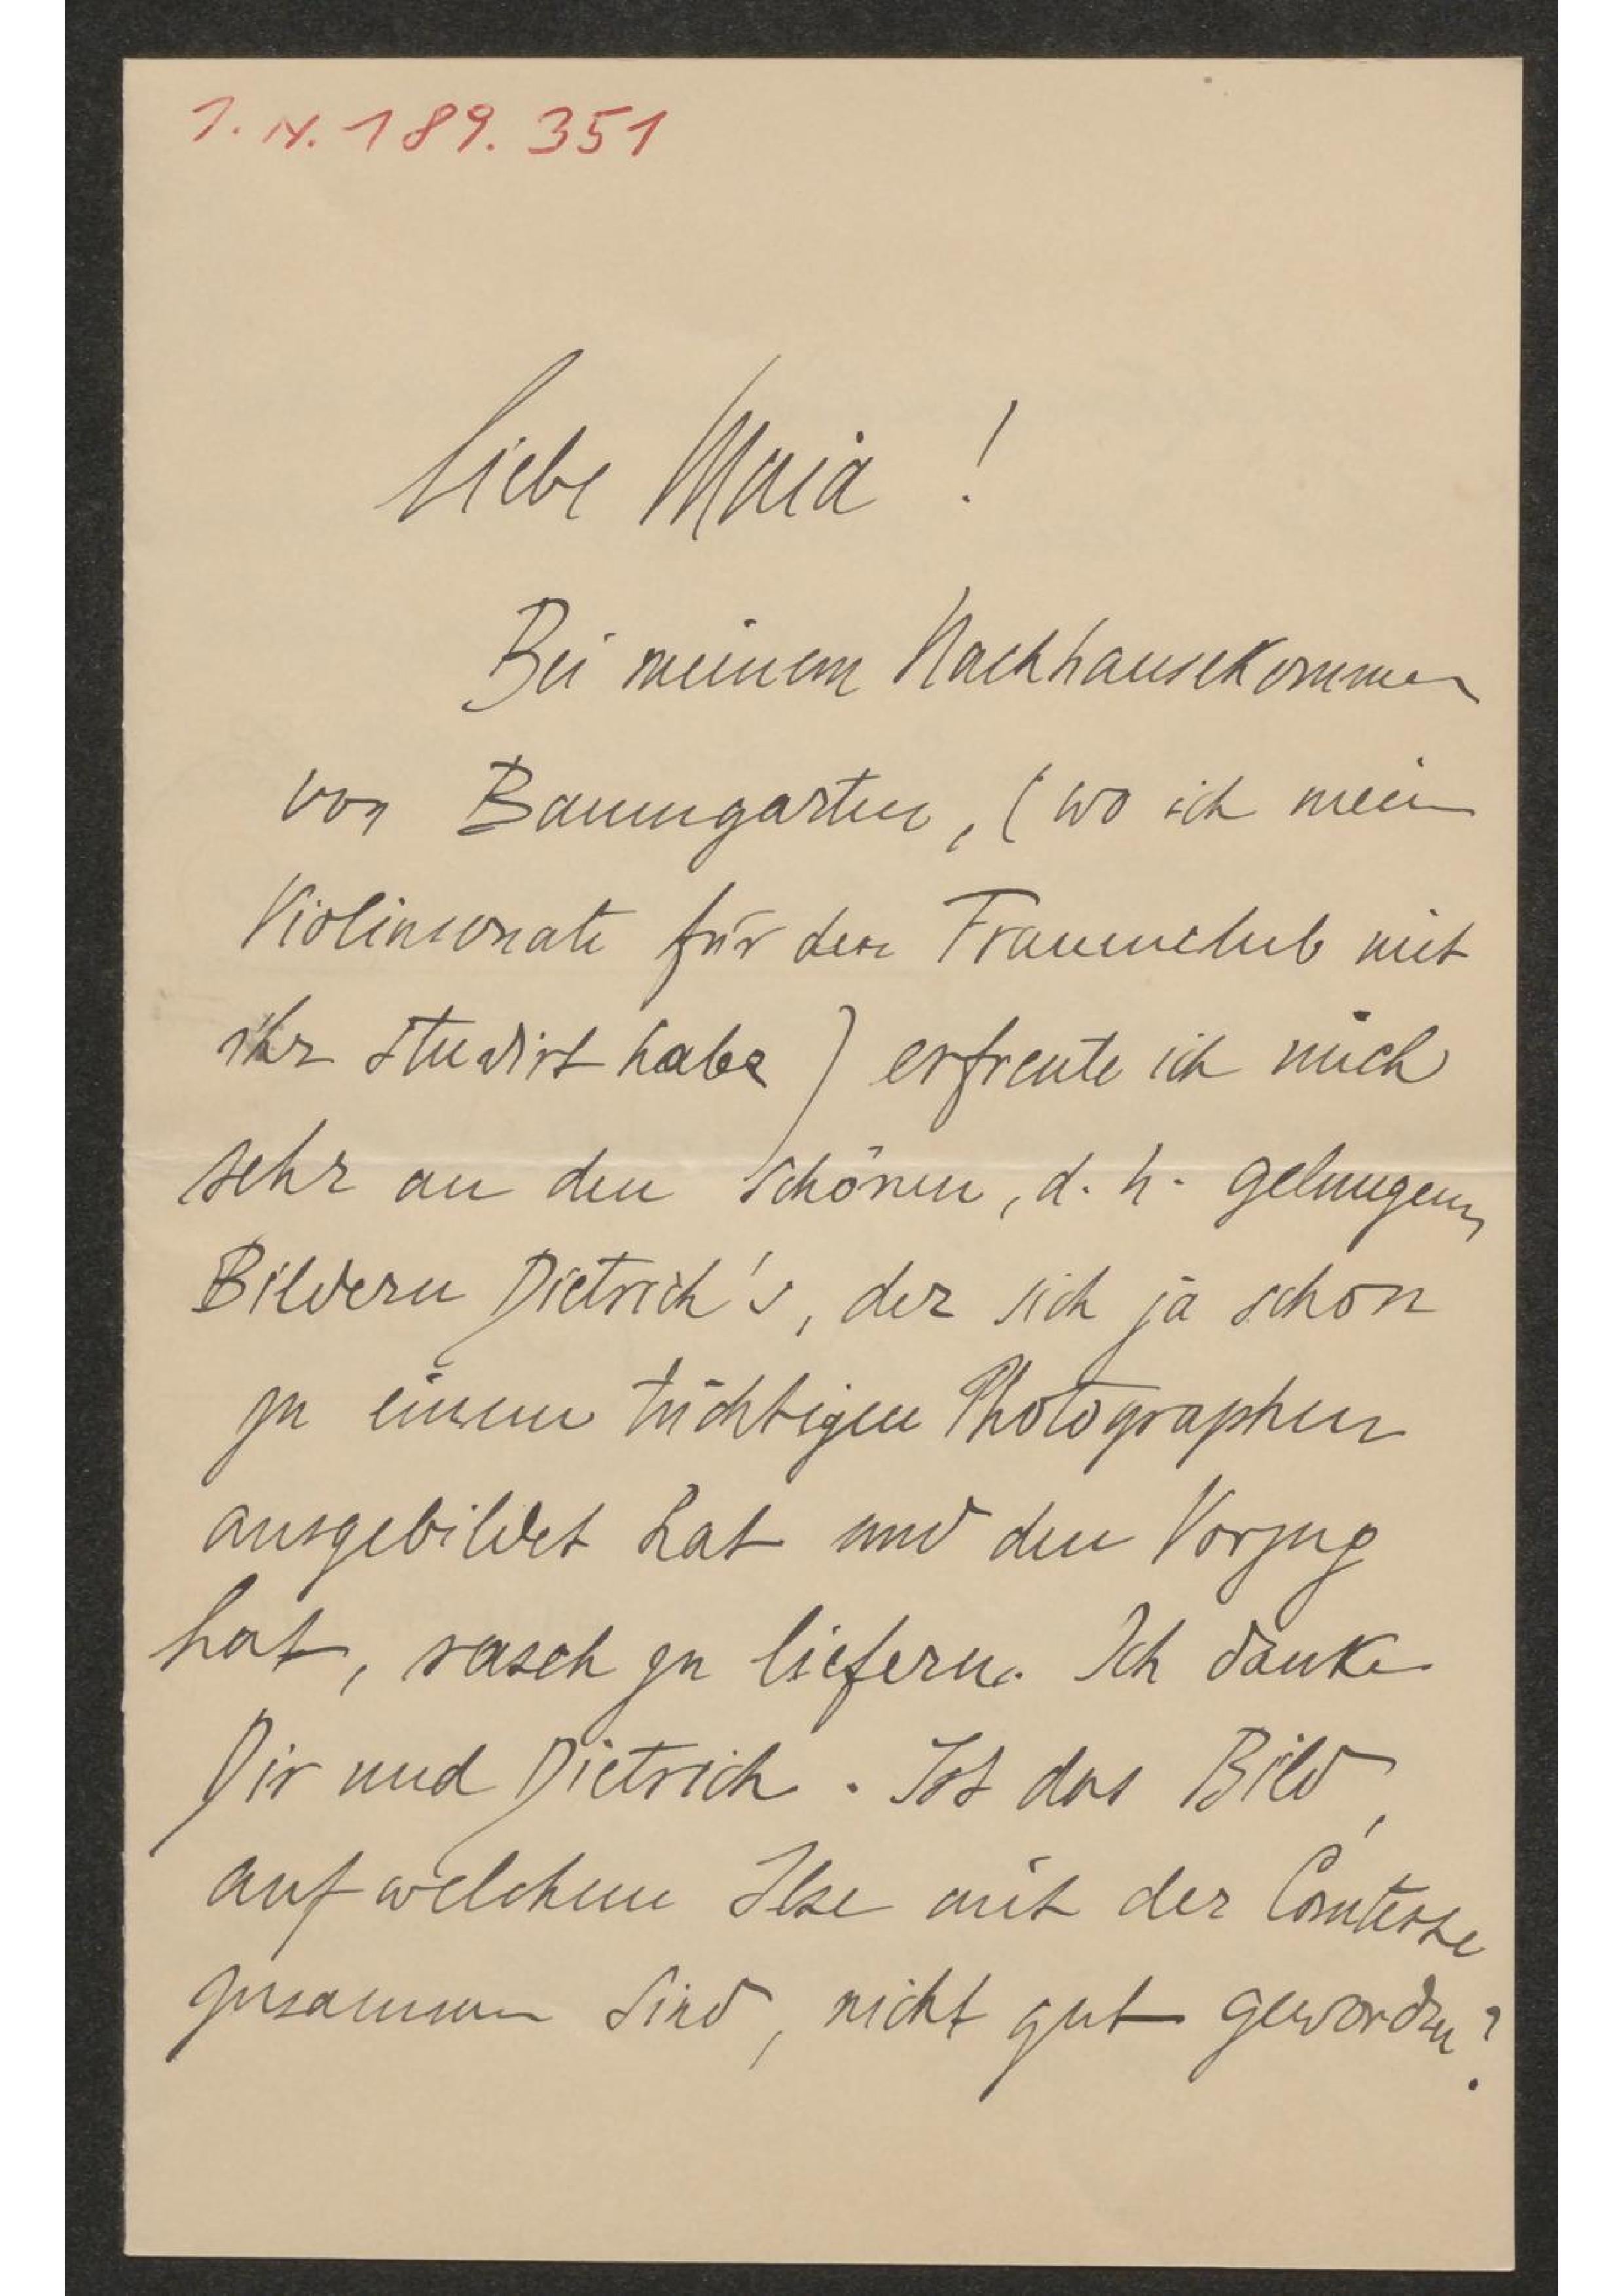 I. N. 189.351
Liebe Maia!
Bei meinem Nachhausekommen
von Baumgarten, (wo ich mein
Violinsonate für den Frauenclub mit
ihr studirt habe) erfreute ich mich
sehr an den schönen, d. h. gelungenen
Bildern Dietrich's, der sich ja schon
zu einem tüchtigen Photographen
ausgebildet hat und den Vorzug
hat, rasch zu liefern. Ich danke
Dir und Dietrich. Ist das Bild,
auf welchem Ilse mit der Comtesse
zusammen sind, nicht gut geworden?